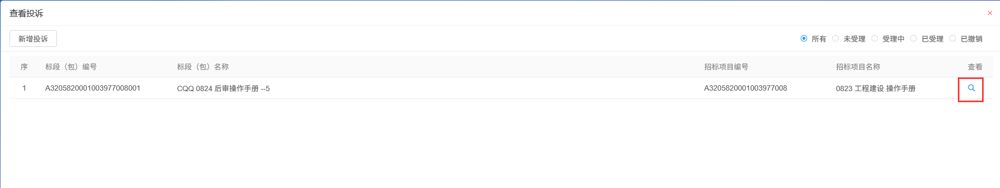 查看投诉
×
新增投诉 所有 未受理 受理中 已受理 已撤销
序 标段（包）编号 标段（包）名称 招标项目编号 招标项目名称 查看
1 A3205820001003977008001 CQQ 0824 后审操作手册 --5 A3205820001003977008 0823 工程建设 操作手册